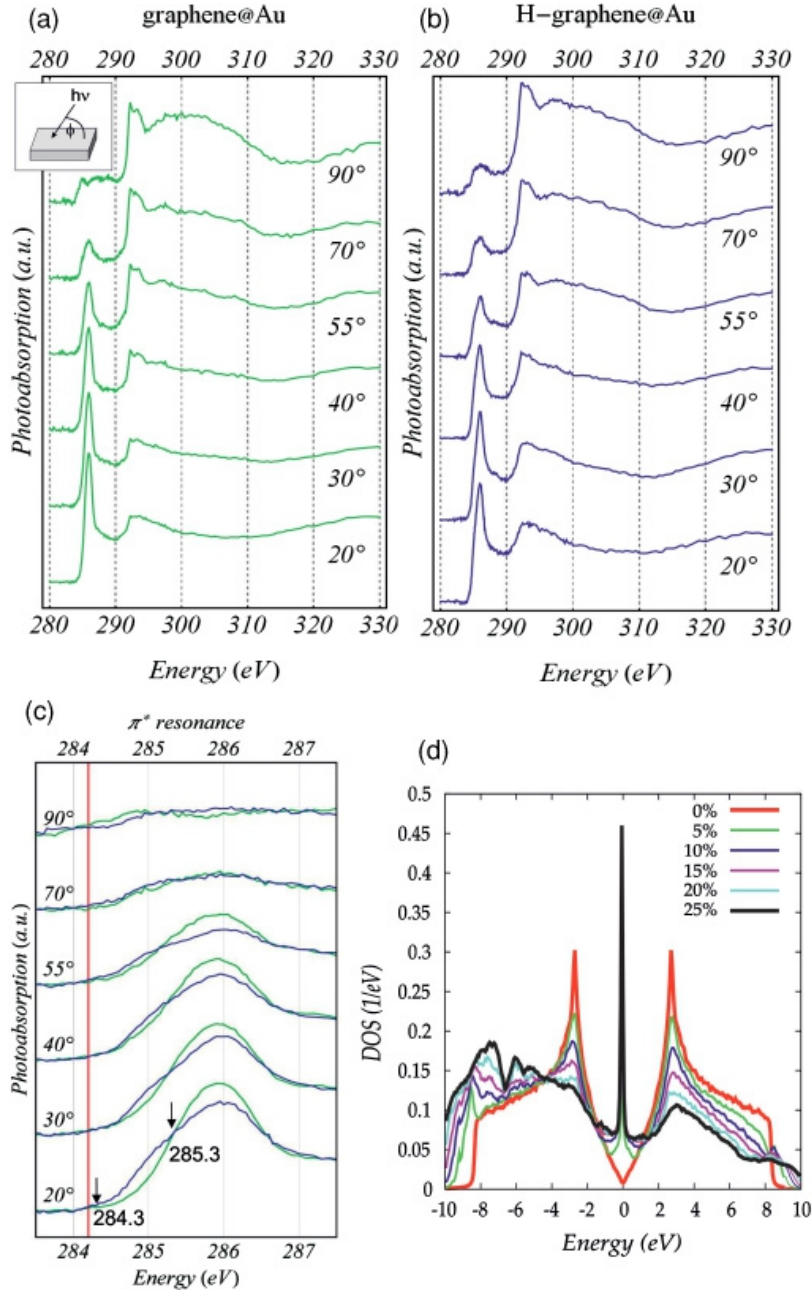 (a)
graphene@Au
280 290 300 310 320 330
hν
ϕ
90°
70°
55°
40°
30°
20°
Photoabsorption (a.u.)
280 290 300 310 320 330
Energy (eV)
(b)
H−graphene@Au
280 290 300 310 320 330
90°
70°
55°
40°
30°
20°
Photoabsorption (a.u.)
280 290 300 310 320 330
Energy (eV)
(c)
π* resonance
284 285 286 287
90°
70°
55°
40°
30°
20°
285.3
284.3
Photoabsorption (a.u.)
284 285 286 287
Energy (eV)
(d)
0.5
0.45
0.4
0.35
0.3
0.25
0.2
0.15
0.1
0.05
0
DOS (1/eV)
0%
5%
10%
15%
20%
25%
-10 -8 -6 -4 -2 0 2 4 6 8 10
Energy (eV)